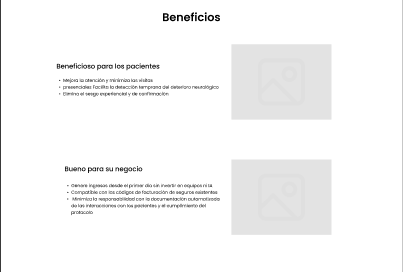 Beneficios
Beneficioso para los pacientes
• Mejora la atención y minimiza las visitas
• presenciales Facilita la detección temprana del deterioro neurológico
• Elimina el sesgo experiencial y de confirmación
Bueno para su negocio
• Genere ingresos desde el primer día sin invertir en equipos ni la
• Compatible con los códigos de facturación de seguros existentes
• Minimiza la responsabilidad con la documentación automatizada
de las interacciones con los pacientes y el cumplimiento del
protocolo